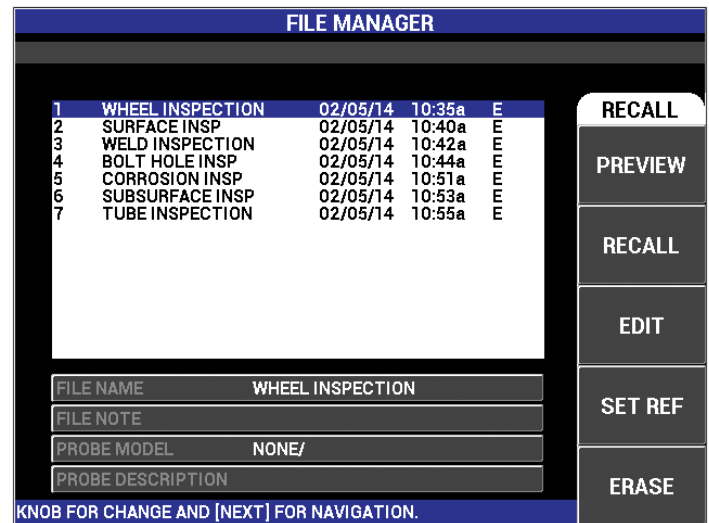 FILE MANAGER
1 WHEEL INSPECTION 02/05/14 10:35a E
2 SURFACE INSP 02/05/14 10:40a E
3 WELD INSPECTION 02/05/14 10:42a E
4 BOLT HOLE INSP 02/05/14 10:44a E
5 CORROSION INSP 02/05/14 10:51a E
6 SUBSURFACE INSP 02/05/14 10:53a E
7 TUBE INSPECTION 02/05/14 10:55a E
FILE NAME WHEEL INSPECTION
FILE NOTE
PROBE MODEL NONE/
PROBE DESCRIPTION
KNOB FOR CHANGE AND [NEXT] FOR NAVIGATION.
RECALL
PREVIEW
RECALL
EDIT
SET REF
ERASE